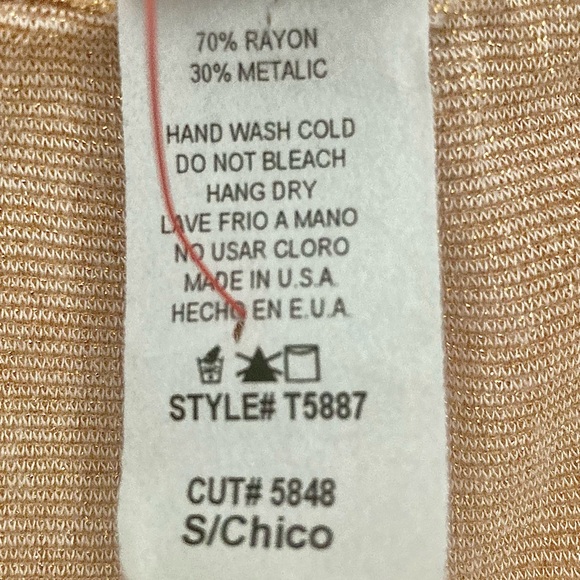 70% RAYON
30% METALIC
HAND WASH COLD
DO NOT BLEACH
HANG DRY
LAVE FRIO A MANO
NO USAR CLORO
MADE IN U.S.A.
HECHO EN E.U.A.
STYLE# T5887
CUT# 5848
S/Chico